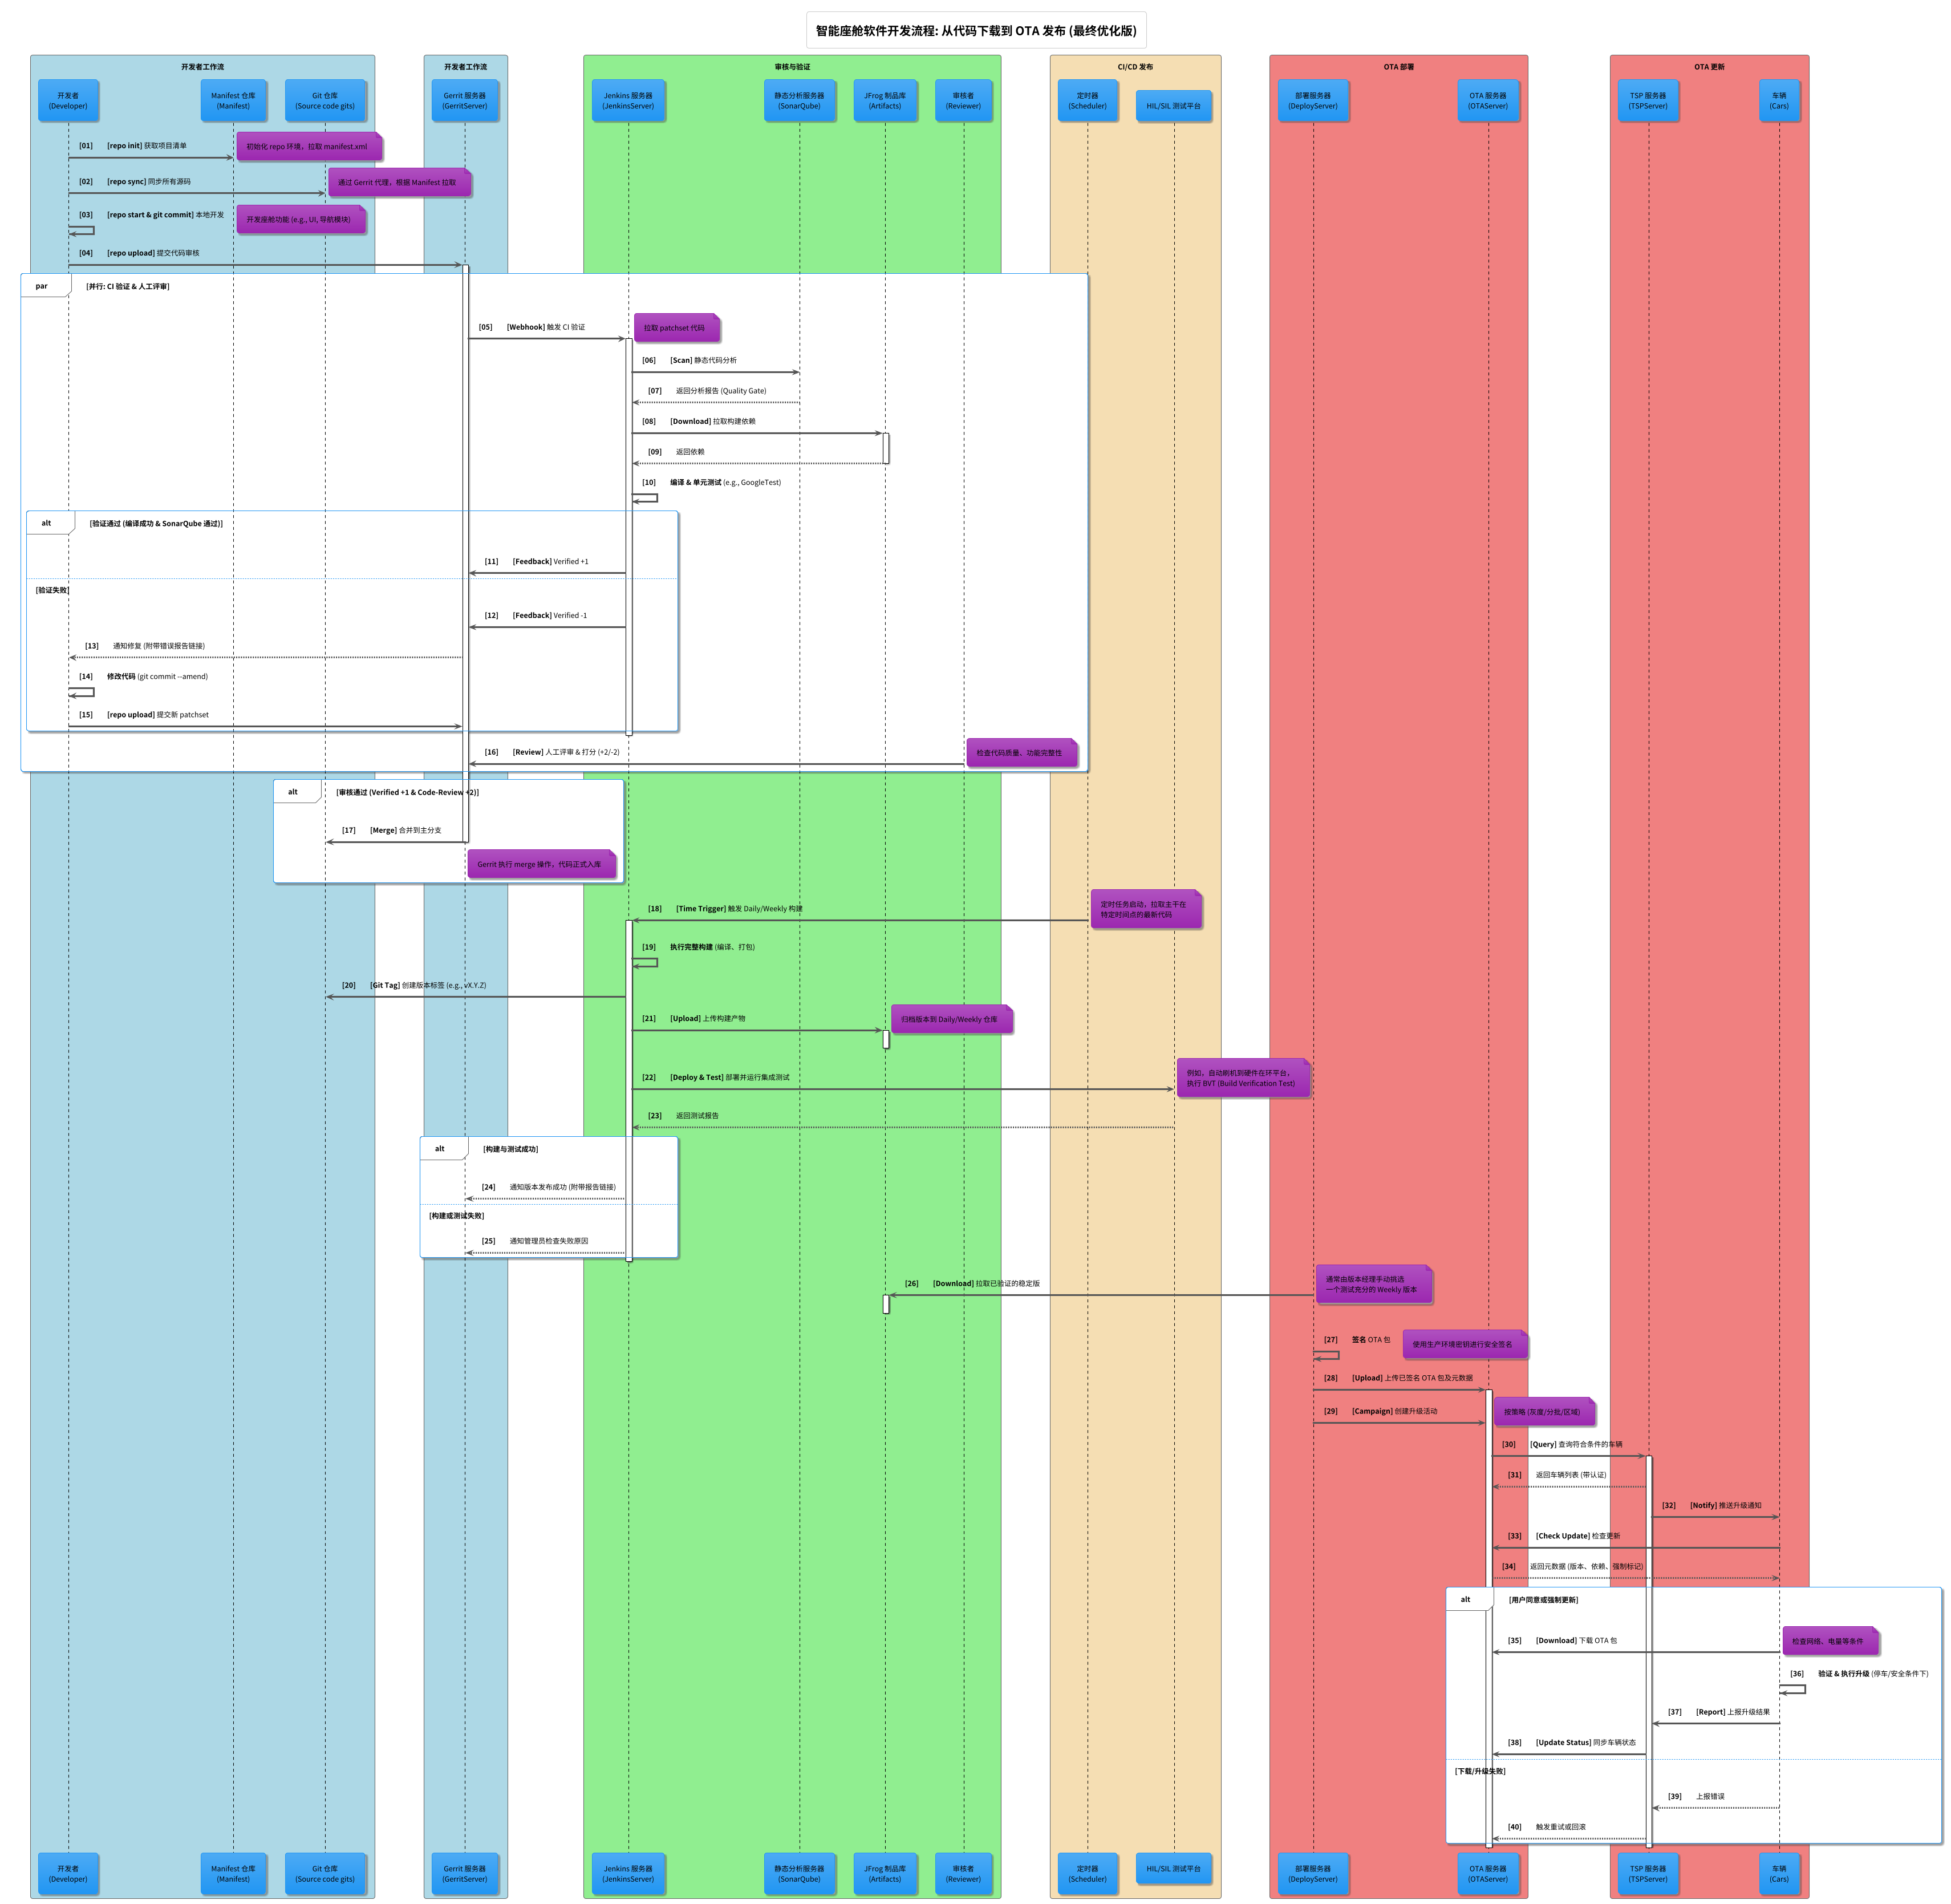 智能座舱软件开发流程: 从代码下载到 OTA 发布 (最终优化版)
开发者工作流
开发者工作流
审核与验证
CI/CD 发布
OTA 部署
OTA 更新
开发者
(Developer)
Manifest 仓库
(Manifest)
Git 仓库
(Source code gits)
Gerrit 服务器
(GerritServer)
Jenkins 服务器
(JenkinsServer)
静态分析服务器
(SonarQube)
JFrog 制品库
(Artifacts)
审核者
(Reviewer)
定时器
(Scheduler)
HIL/SIL 测试平台
部署服务器
(DeployServer)
OTA 服务器
(OTAServer)
TSP 服务器
(TSPServer)
车辆
(Cars)
[01] [repo init] 获取项目清单
初始化 repo 环境，拉取 manifest.xml
[02] [repo sync] 同步所有源码
通过 Gerrit 代理，根据 Manifest 拉取
[03] [repo start & git commit] 本地开发
开发座舱功能 (e.g., UI, 导航模块)
[04] [repo upload] 提交代码审核
par [并行: CI 验证 & 人工评审]
[05] [Webhook] 触发 CI 验证
拉取 patchset 代码
[06] [Scan] 静态代码分析
[07] 返回分析报告 (Quality Gate)
[08] [Download] 拉取构建依赖
[09] 返回依赖
[10] 编译 & 单元测试 (e.g., GoogleTest)
alt [验证通过 (编译成功 & SonarQube 通过)]
[11] [Feedback] Verified +1
[验证失败]
[12] [Feedback] Verified -1
[13] 通知修复 (附带错误报告链接)
[14] 修改代码 (git commit --amend)
[15] [repo upload] 提交新 patchset
[16] [Review] 人工评审 & 打分 (+2/-2)
检查代码质量、功能完整性
alt [审核通过 (Verified +1 & Code-Review +2)]
[17] [Merge] 合并到主分支
Gerrit 执行 merge 操作，代码正式入库
[18] [Time Trigger] 触发 Daily/Weekly 构建
定时任务启动，拉取主干在
特定时间点的最新代码
[19] 执行完整构建 (编译、打包)
[20] [Git Tag] 创建版本标签 (e.g., vX.Y.Z)
[21] [Upload] 上传构建产物
归档版本到 Daily/Weekly 仓库
[22] [Deploy & Test] 部署并运行集成测试
例如，自动刷机到硬件在环平台，
执行 BVT (Build Verification Test)
[23] 返回测试报告
alt [构建与测试成功]
[24] 通知版本发布成功 (附带报告链接)
[构建或测试失败]
[25] 通知管理员检查失败原因
[26] [Download] 拉取已验证的稳定版
通常由版本经理手动挑选
一个测试充分的 Weekly 版本
[27] 签名 OTA 包
使用生产环境密钥进行安全签名
[28] [Upload] 上传已签名 OTA 包及元数据
[29] [Campaign] 创建升级活动
按策略 (灰度/分批/区域)
[30] [Query] 查询符合条件的车辆
[31] 返回车辆列表 (带认证)
[32] [Notify] 推送升级通知
[33] [Check Update] 检查更新
[34] 返回元数据 (版本、依赖、强制标记)
alt [用户同意或强制更新]
[35] [Download] 下载 OTA 包
检查网络、电量等条件
[36] 验证 & 执行升级 (停车/安全条件下)
[37] [Report] 上报升级结果
[38] [Update Status] 同步车辆状态
[下载/升级失败]
[39] 上报错误
[40] 触发重试或回滚
开发者
(Developer)
Manifest 仓库
(Manifest)
Git 仓库
(Source code gits)
Gerrit 服务器
(GerritServer)
Jenkins 服务器
(JenkinsServer)
静态分析服务器
(SonarQube)
JFrog 制品库
(Artifacts)
审核者
(Reviewer)
定时器
(Scheduler)
HIL/SIL 测试平台
部署服务器
(DeployServer)
OTA 服务器
(OTAServer)
TSP 服务器
(TSPServer)
车辆
(Cars)